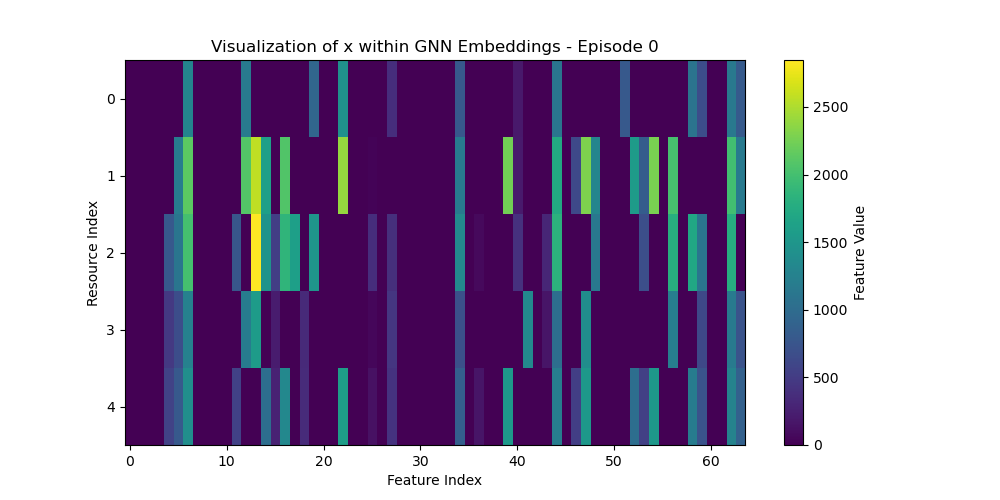 Visualization of x within GNN Embeddings - Episode 0
Resource Index
0
1
2
3
4
0 10 20 30 40 50 60
Feature Index
2500
2000
1500
1000
500
0
Feature Value